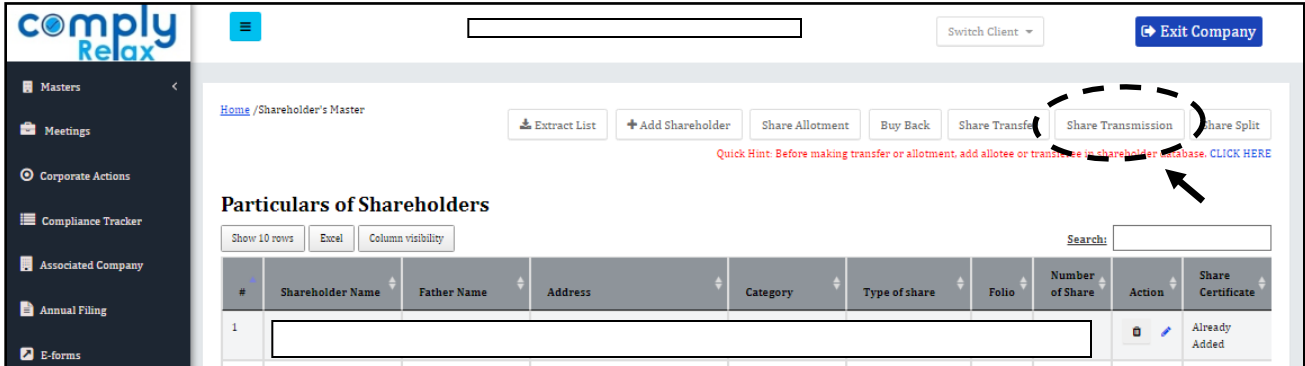 comply
Relax
Switch Client
Exit Company
Masters
Meetings
Corporate Actions
Compliance Tracker
Associated Company
Annual Filing
E-forms
Home /Shareholder's Master
Extract List
Add Shareholder
Share Allotment
Buy Back
Share Transfer
Share Transmission
Share Split
Quick Hint: Before making transfer or allotment, add allotee or transferee in shareholder database. CLICK HERE
Particulars of Shareholders
Show 10 rows
Excel
Column visibility
Search:
#
Shareholder Name
Father Name
Address
Category
Type of share
Folio
Number
of Share
Action
Share
Certificate
1
Already
Added